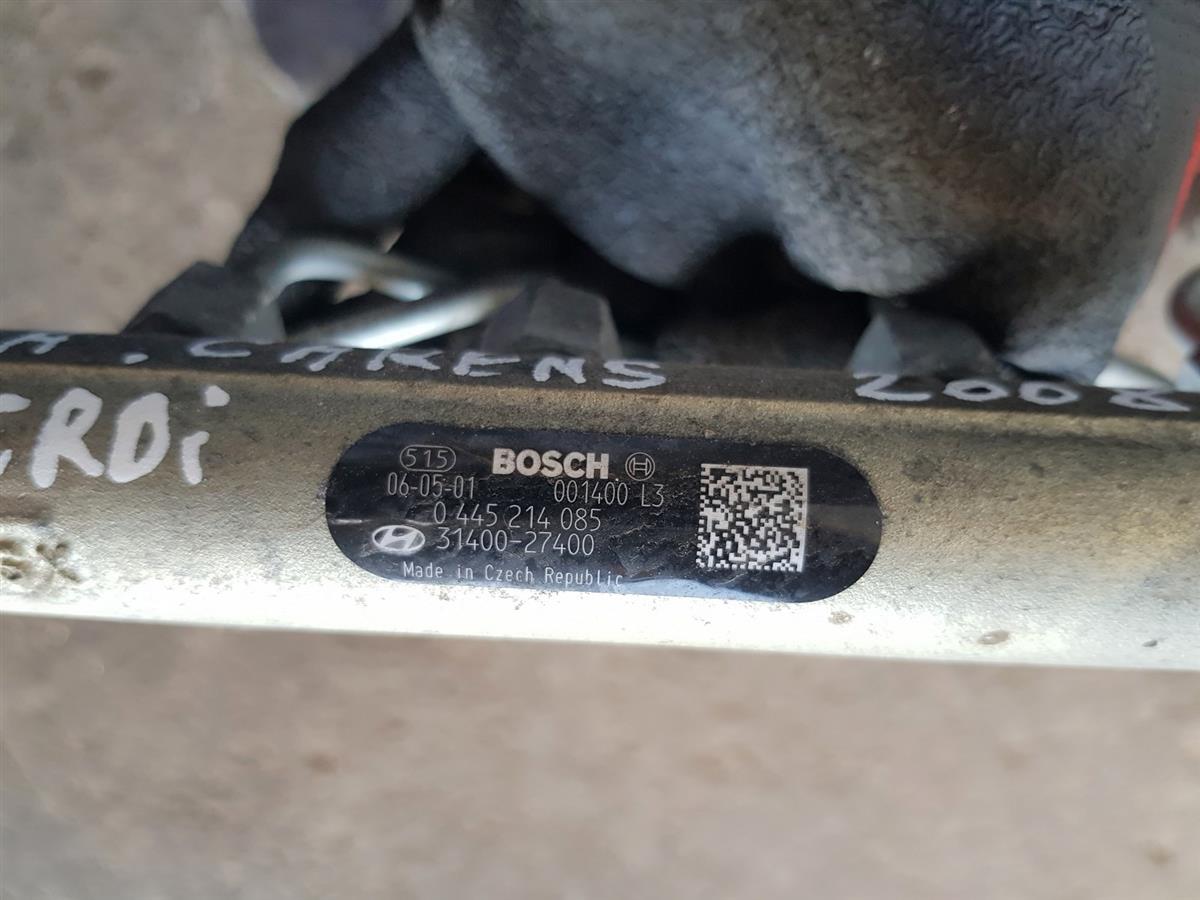 A. CARENS 2008
CRDi
515 BOSCH
06-05-01 001400 L3
0 445 214 085
31400-27400
Made in Czech Republic